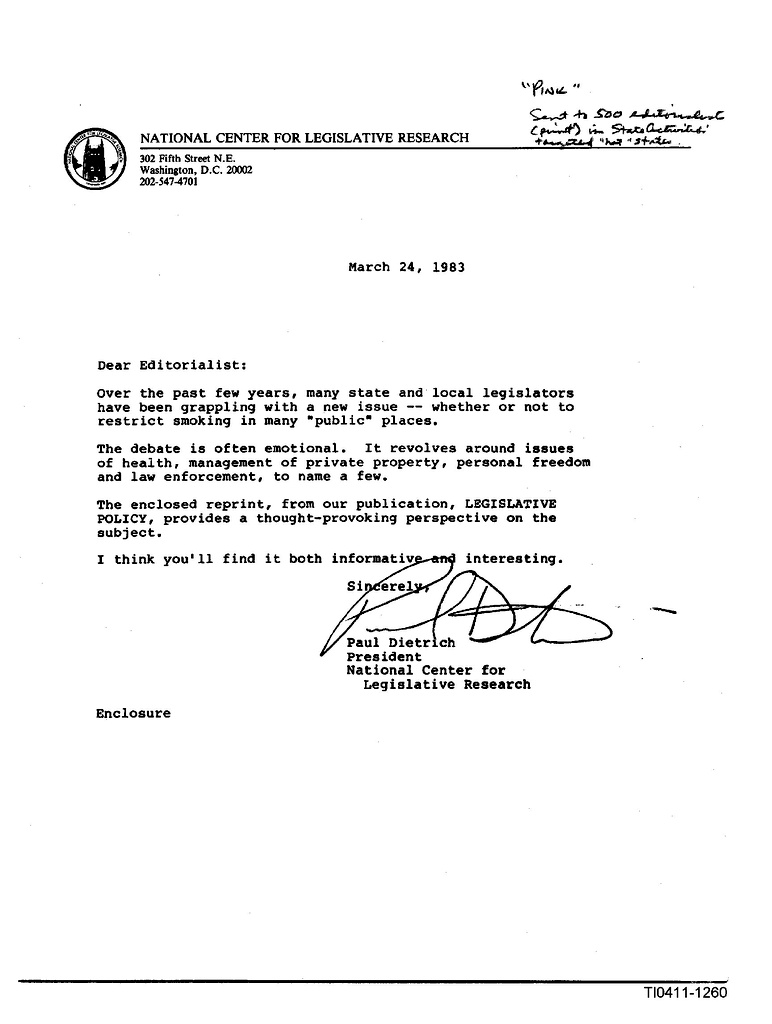 "PINK"
Sent to 500 editorialist
(print) in State Activities'
targeted "hot" states.
NATIONAL CENTER FOR LEGISLATIVE RESEARCH
302 Fifth Street N.E.
Washington, D.C. 20002
202-547-4701
March 24, 1983
Dear Editorialist:
Over the past few years, many state and local legislators
have been grappling with a new issue -- whether or not to
restrict smoking in many "public" places.
The debate is often emotional. It revolves around issues
of health, management of private property, personal freedom
and law enforcement, to name a few.
The enclosed reprint, from our publication, LEGISLATIVE
POLICY, provides a thought-provoking perspective on the
subject.
I think you'll find it both informative and interesting.
Sincerely,
Paul Dietrich
President
National Center for
Legislative Research
Enclosure
TI0411-1260